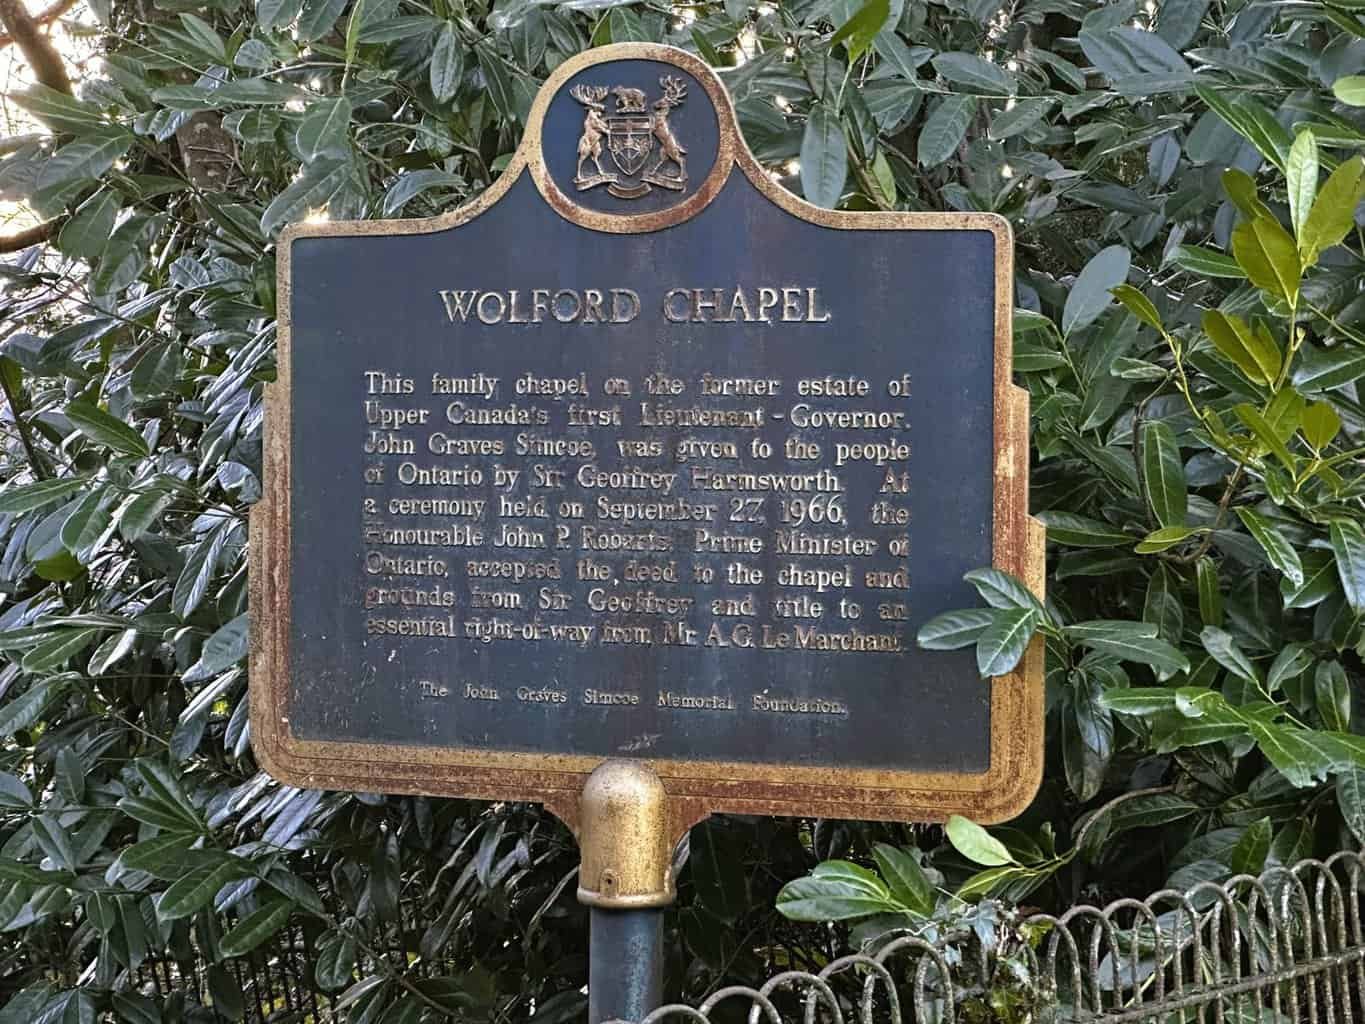 WOLFORD CHAPEL
This family chapel on the former estate of
Upper Canada's first Lieutenant-Governor,
John Graves Simcoe, was given to the people
of Ontario by Sir Geoffrey Harmsworth. At
a ceremony held on September 27, 1966, the
Honourable John P. Robarts, Prime Minister of
Ontario, accepted the deed to the chapel and
grounds from Sir Geoffrey and title to an
essential right-of-way from Mr. A.G. Le Marchant.
The John Graves Simcoe Memorial Foundation.